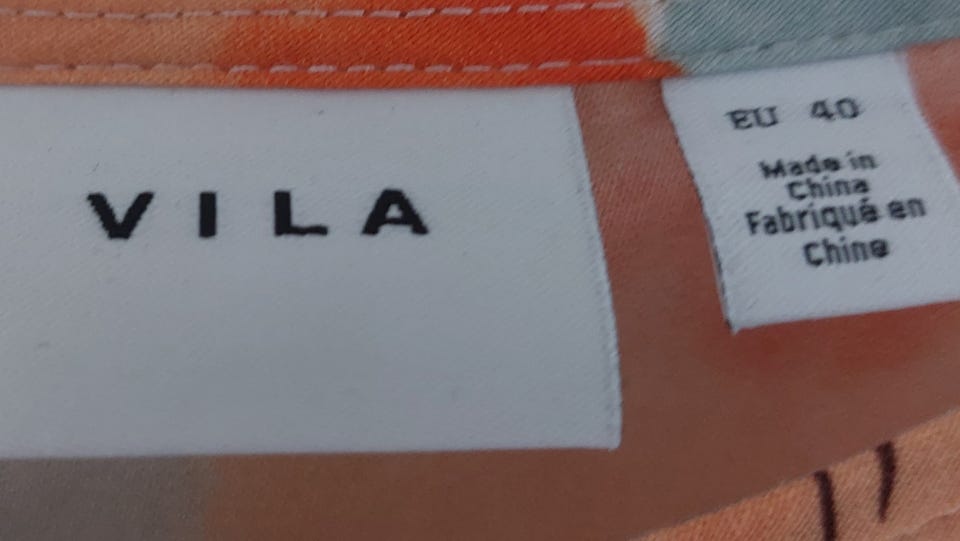 VILA
EU 40
Made in
China
Fabriqué en
Chine